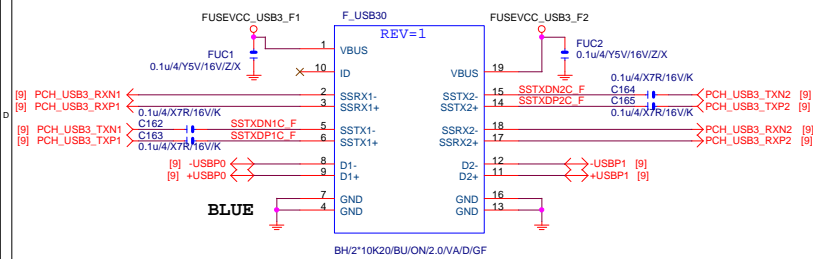 FUSEVCC_USB3_F1
F_USB30
FUSEVCC_USB3_F2
REV=1
FUC1
0.1u/4/Y5V/16V/Z/X
1
VBUS
10
ID
FUC2
0.1u/4/Y5V/16V/Z/X
19
VBUS
[9] PCH_USB3_RXN1
2
SSRX1-
[9] PCH_USB3_RXP1
3
SSRX1+
0.1u/4/X7R/16V/K
C162
[9] PCH_USB3_TXN1
SSTXDN1C_F
5
SSTX1-
C163
[9] PCH_USB3_TXP1
SSTXDP1C_F
6
SSTX1+
0.1u/4/X7R/16V/K
0.1u/4/X7R/16V/K
SSTX2-
15
SSTXDN2C_F
C164
PCH_USB3_TXN2 [9]
SSTX2+
14
SSTXDP2C_F
C165
PCH_USB3_TXP2 [9]
0.1u/4/X7R/16V/K
SSRX2-
18
PCH_USB3_RXN2 [9]
SSRX2+
17
PCH_USB3_RXP2 [9]
[9] -USBP0
8
D1-
[9] +USBP0
9
D1+
D2-
12
-USBP1 [9]
D2+
11
+USBP1 [9]
7
GND
4
GND
GND
16
GND
13
BLUE
D
BH/2*10K20/BU/ON/2.0/VA/D/GF